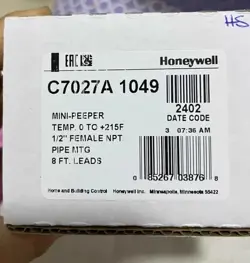 HS
EAC Honeywell
C7027A 1049
2402
DATE CODE
3 07:36 AM
MINI-PEEPER
TEMP. 0 TO +215F
1/2" FEMALE NPT.
PIPE MTG
8 FT. LEADS
0 85267 03876 8
Home and Building Control Honeywell Inc. Minneapolis, Minnesota 55422